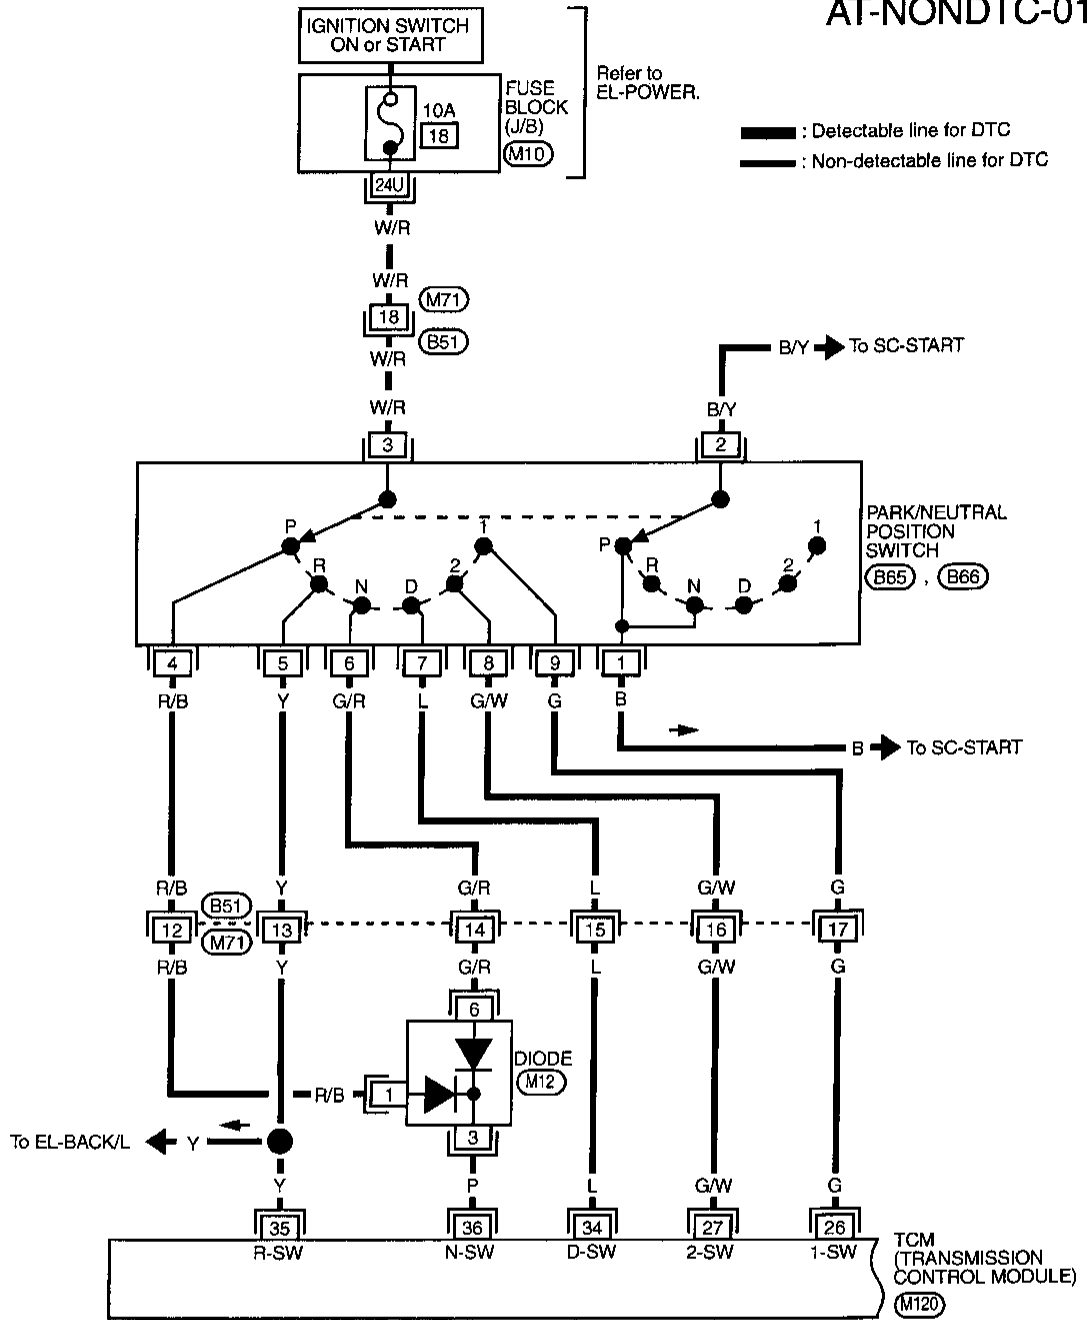 AT-NONDTC-01
IGNITION SWITCH
ON or START
Refer to
EL-POWER.
FUSE
BLOCK
(J/B)
M10
10A
18
24U
: Detectable line for DTC
: Non-detectable line for DTC
W/R
W/R
M71
18
B51
W/R
W/R
B/Y To SC-START
B/Y
3
2
PARK/NEUTRAL
POSITION
SWITCH
B65 , B66
P R N D 2 1
P R N D 2 1
4 5 6 7 8 9 1
R/B Y G/R L G/W G B
B To SC-START
R/B Y G/R L G/W G
B51
12 13 14 15 16 17
M71
R/B Y G/R L G/W G
6
DIODE
M12
R/B 1
3
To EL-BACK/L Y
Y P L G/W G
35 36 34 27 26
R-SW N-SW D-SW 2-SW 1-SW
TCM
(TRANSMISSION
CONTROL MODULE)
M120